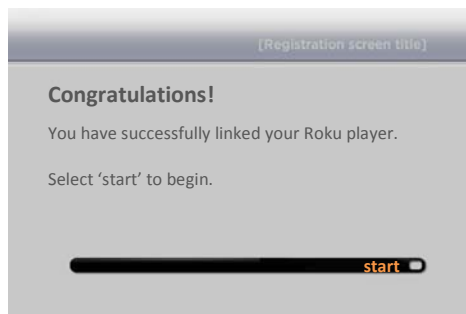 [Registration screen title]
Congratulations!
You have successfully linked your Roku player.
Select ‘start’ to begin.
start